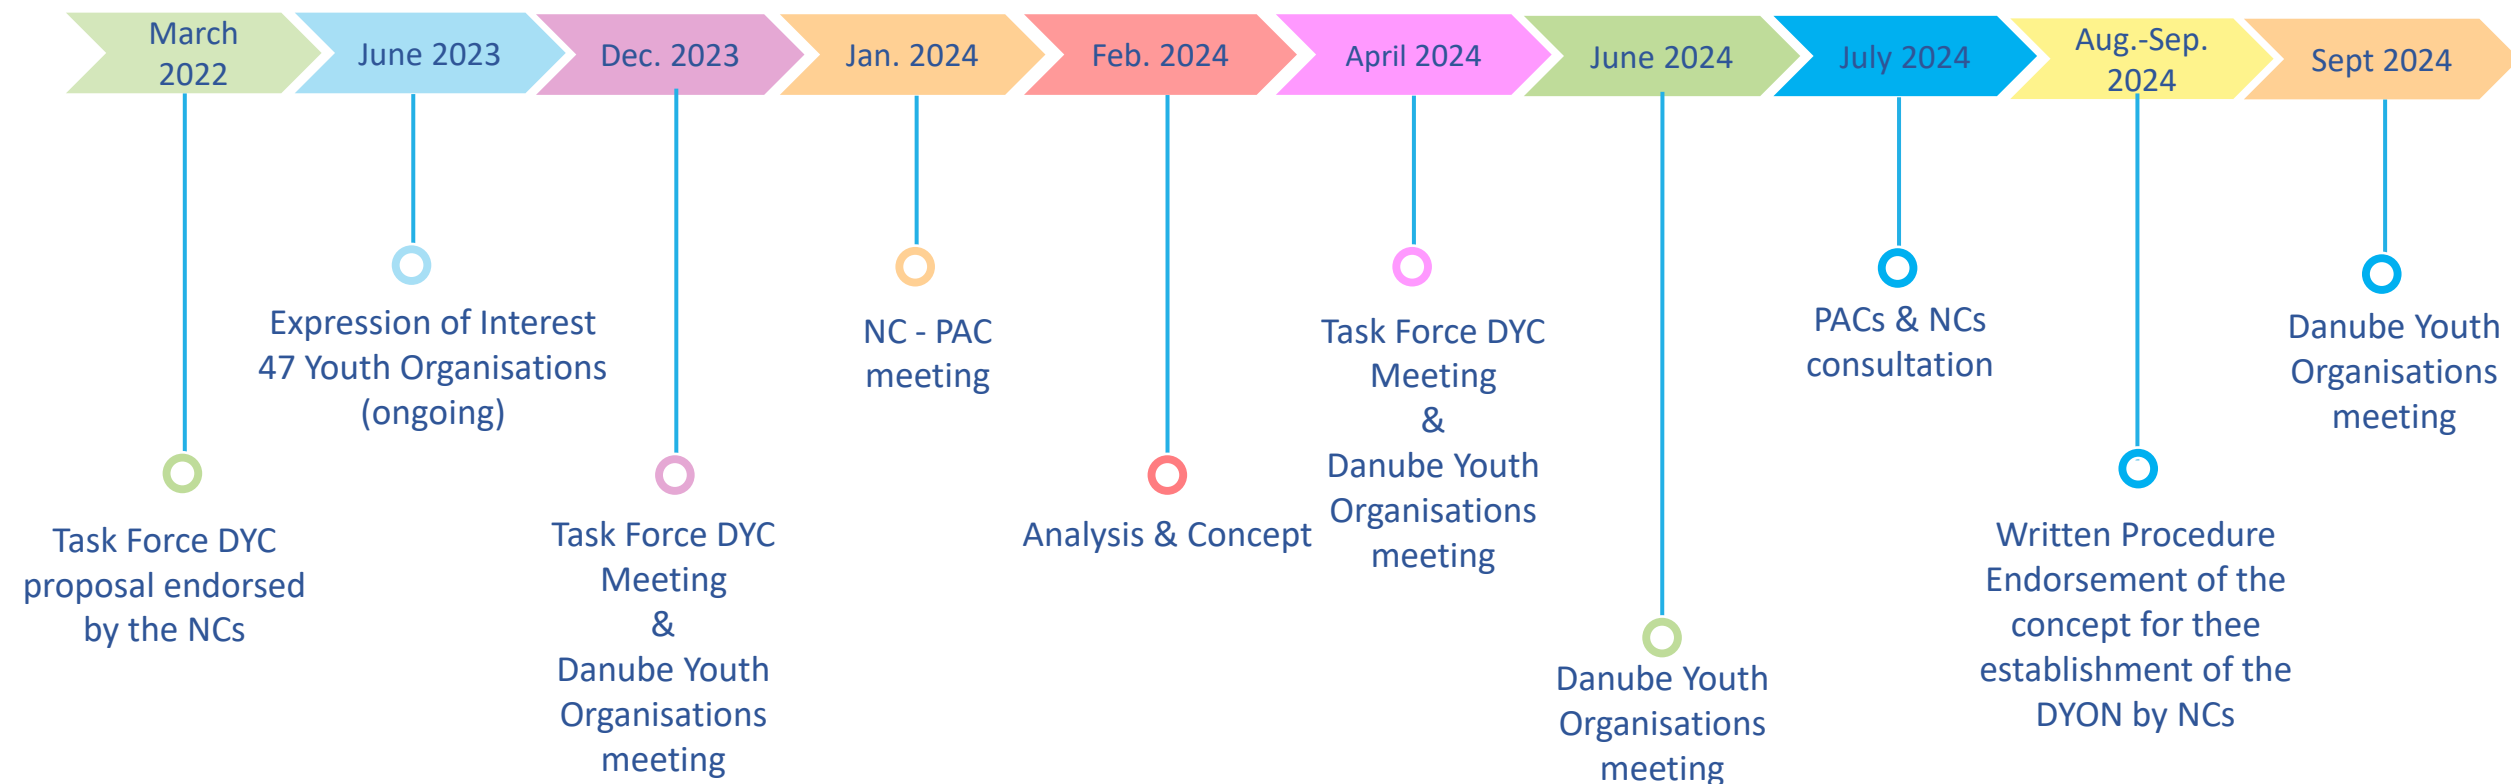 March
2022
June 2023
Dec. 2023
Jan. 2024
Feb. 2024
April 2024
June 2024
July 2024
Aug.-Sep.
2024
Sept 2024
Task Force DYC
proposal endorsed
by the NCs
Expression of Interest
47 Youth Organisations
(ongoing)
Task Force DYC
Meeting
&
Danube Youth
Organisations
meeting
NC - PAC
meeting
Analysis & Concept
Task Force DYC
Meeting
&
Danube Youth
Organisations
meeting
Danube Youth
Organisations
meeting
PACs & NCs
consultation
Written Procedure
Endorsement of the
concept for thee
establishment of the
DYON by NCs
Danube Youth
Organisations
meeting